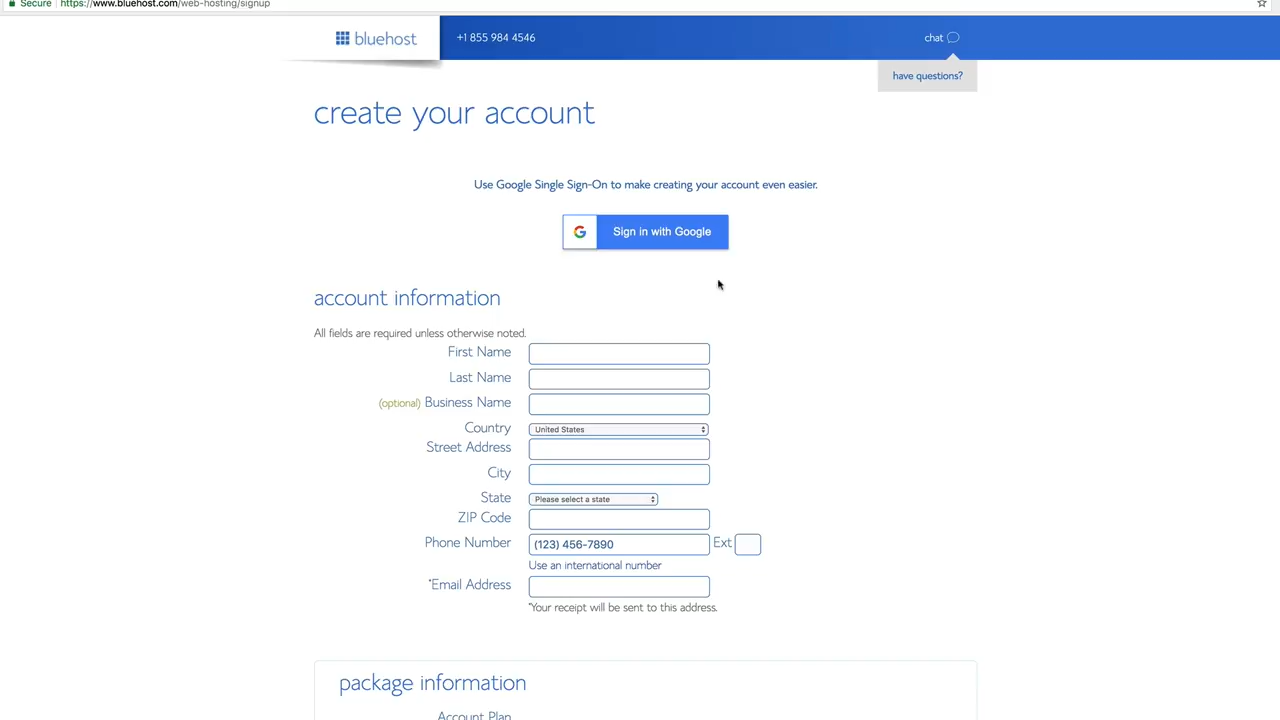 Secure https://www.bluehost.com/web-hosting/signup
bluehost
+1 855 984 4546
chat
have questions?
create your account
Use Google Single Sign-On to make creating your account even easier.
G Sign in with Google
account information
All fields are required unless otherwise noted.
First Name
Last Name
(optional) Business Name
Country United States
Street Address
City
State Please select a state
ZIP Code
Phone Number (123) 456-7890 Ext
Use an international number
*Email Address
*Your receipt will be sent to this address.
package information
Account Plan